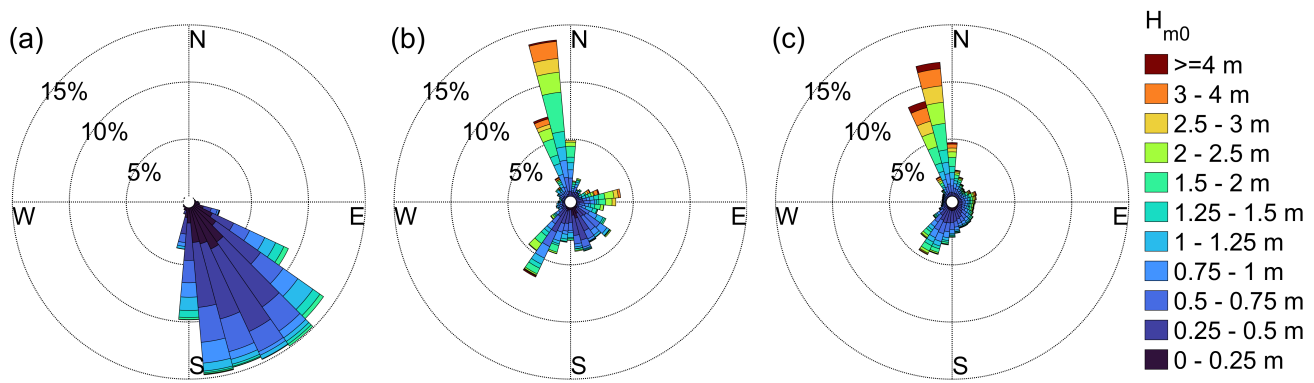 (a)
N
15%
10%
5%
W
E
S
(b)
N
15%
10%
5%
W
E
S
(c)
N
15%
10%
5%
W
E
S
H_m0
>=4 m
3 - 4 m
2.5 - 3 m
2 - 2.5 m
1.5 - 2 m
1.25 - 1.5 m
1 - 1.25 m
0.75 - 1 m
0.5 - 0.75 m
0.25 - 0.5 m
0 - 0.25 m